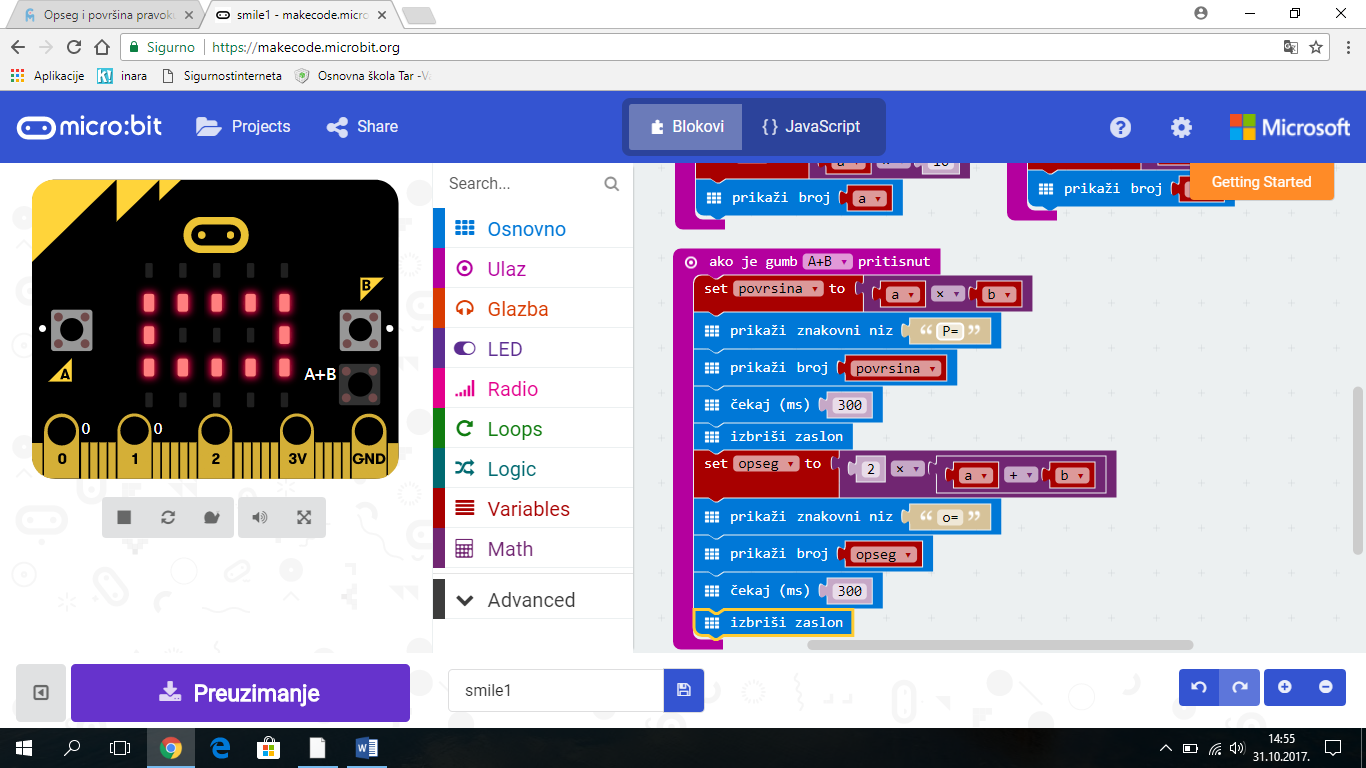 Opseg i površina pravoku
smile1 - makecode.micro
Sigurno
https://makecode.microbit.org
Aplikacije
inara
Sigurnostinterneta
Osnovna škola Tar -Va
micro:bit
Projects
Share
Blokovi
{} JavaScript
Microsoft
Getting Started
Search...
Osnovno
Ulaz
Glazba
LED
Radio
Loops
Logic
Variables
Math
Advanced
B
A
A+B
0
0
0 1 2 3V GND
prikaži broj a
prikaži broj
ako je gumb A+B pritisnut
set povrsina to a × b
prikaži znakovni niz “ P= ”
prikaži broj povrsina
čekaj (ms) 300
izbriši zaslon
set opseg to 2 × a + b
prikaži znakovni niz “ o= ”
prikaži broj opseg
čekaj (ms) 300
izbriši zaslon
Preuzimanje
smile1
14:55
31.10.2017.